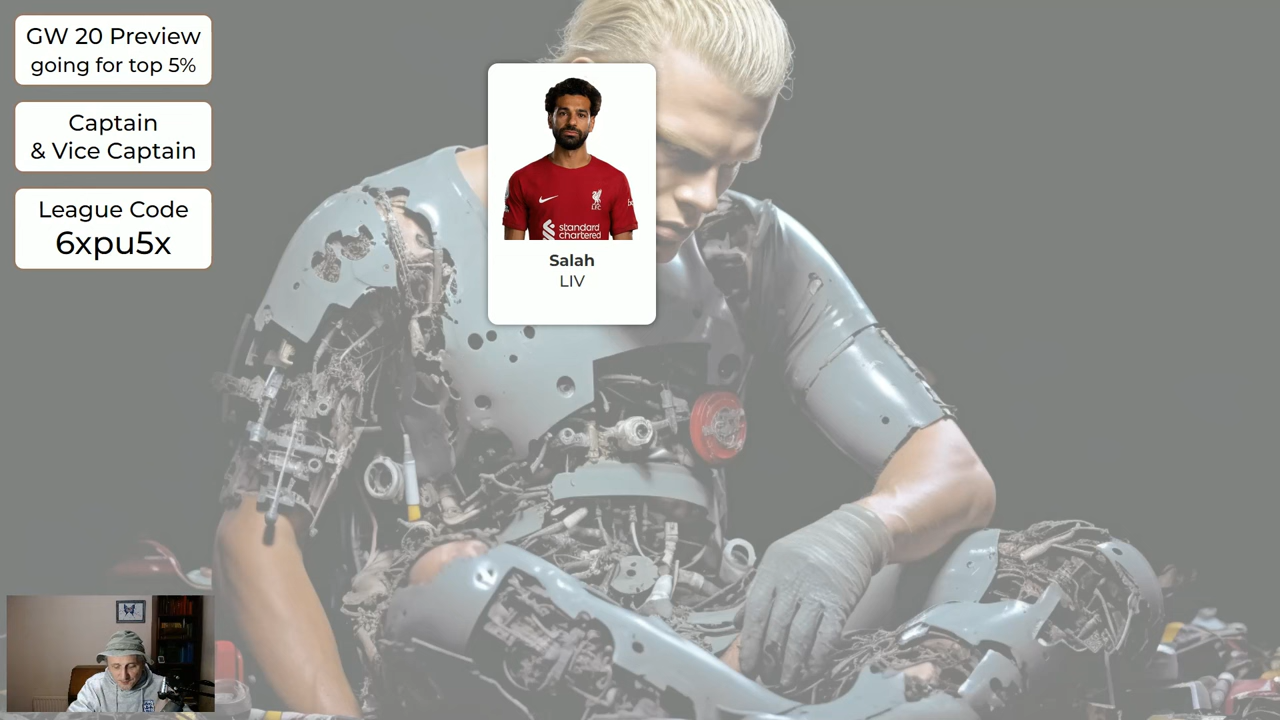 GW 20 Preview
going for top 5%
Captain
& Vice Captain
League Code
6xpu5x
standard
chartered
Salah
LIV